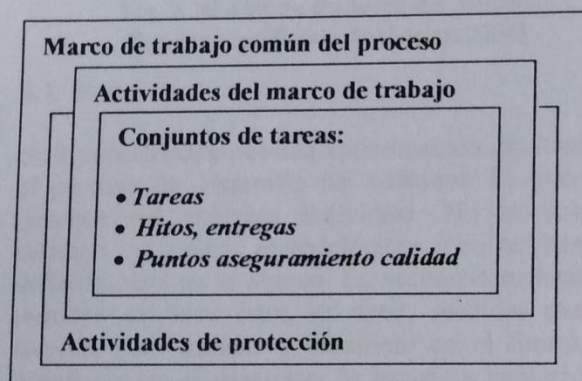 Marco de trabajo común del proceso
Actividades del marco de trabajo
Conjuntos de tareas:
• Tareas
• Hitos, entregas
• Puntos aseguramiento calidad
Actividades de protección